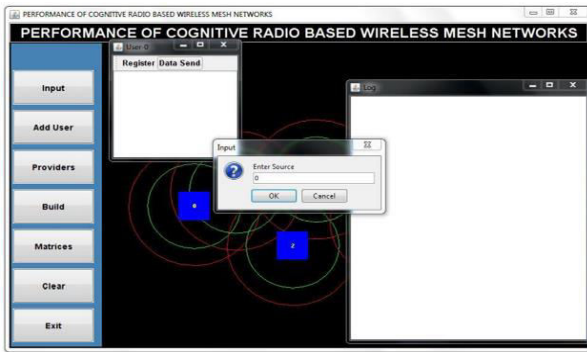 PERFORMANCE OF COGNITIVE RADIO BASED WIRELESS MESH NETWORKS
PERFORMANCE OF COGNITIVE RADIO BASED WIRELESS MESH NETWORKS
User 0
Register Data Send
Log
Input
Add User
Providers
Build
Matrices
Clear
Exit
Input
Enter Source
0
OK Cancel